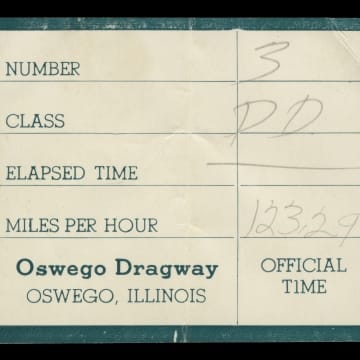 NUMBER 3
CLASS DD
ELAPSED TIME
MILES PER HOUR 123.29
Oswego Dragway
OSWEGO, ILLINOIS
OFFICIAL
TIME